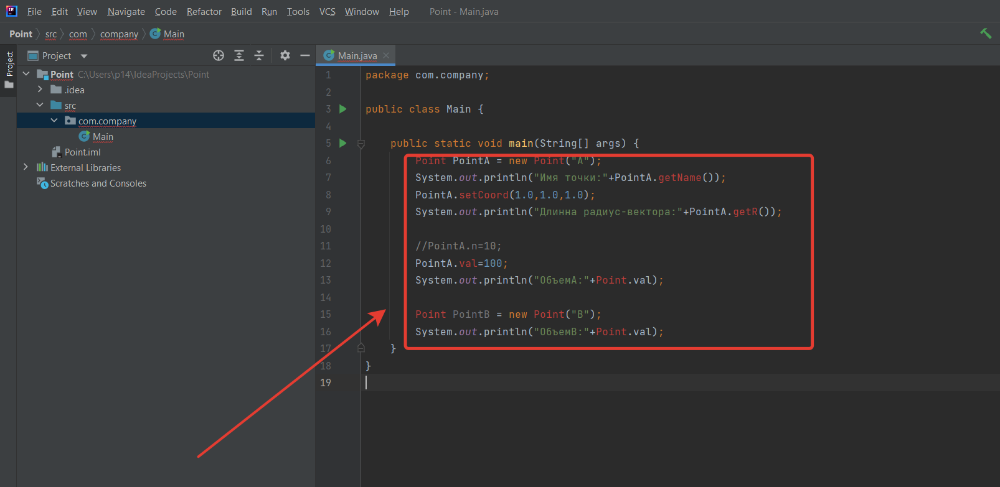 File Edit View Navigate Code Refactor Build Run Tools VCS Window Help Point - Main.java
Point src com company Main
Project
Project
Main.java
Point C:\Users\p14\IdeaProjects\Point
.idea
src
com.company
Main
Point.iml
External Libraries
Scratches and Consoles
1 package com.company;
2
3 public class Main {
4
5 public static void main(String[] args) {
6 Point PointA = new Point("A");
7 System.out.println("Имя точки:"+PointA.getName());
8 PointA.setCoord(1.0,1.0,1.0);
9 System.out.println("Длинна радиус-вектора:"+PointA.getR());
10
11 //PointA.n=10;
12 PointA.val=100;
13 System.out.println("ОбъемA:"+Point.val);
14
15 Point PointB = new Point("B");
16 System.out.println("ОбъемB:"+Point.val);
17 }
18 }
19